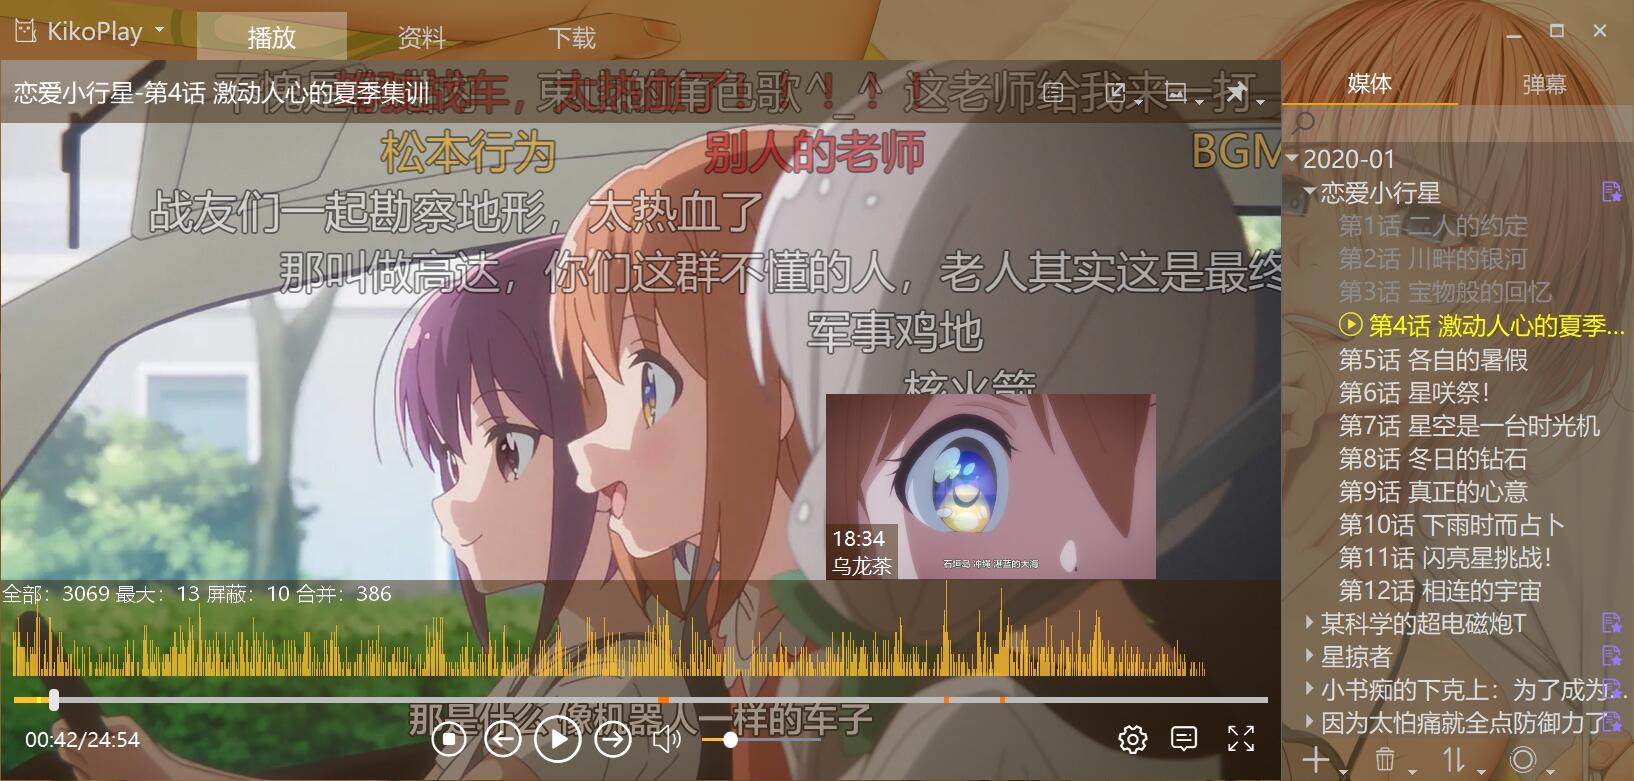 KikoPlay
播放
资料
下载
恋爱小行星-第4话 激动人心的夏季集训
太热血了！！！
这老师给我来一打
松本行为
别人的老师
BGM
战友们一起勘察地形，太热血了
那叫做高达，你们这群不懂的人，老人其实这是最终
军事鸡地
核火箭
18:34
乌龙茶
石垣岛 冲绳 湛蓝的大海
全部：3069 最大：13 屏蔽：10 合并：386
那是什么 像机器人一样的车子
00:42/24:54
媒体
弹幕
2020-01
恋爱小行星
第1话 二人的约定
第2话 川畔的银河
第3话 宝物般的回忆
第4话 激动人心的夏季...
第5话 各自的暑假
第6话 星咲祭！
第7话 星空是一台时光机
第8话 冬日的钻石
第9话 真正的心意
第10话 下雨时而占卜
第11话 闪亮星挑战！
第12话 相连的宇宙
某科学的超电磁炮T
星掠者
小书痴的下克上：为了成为...
因为太怕痛就全点防御力了